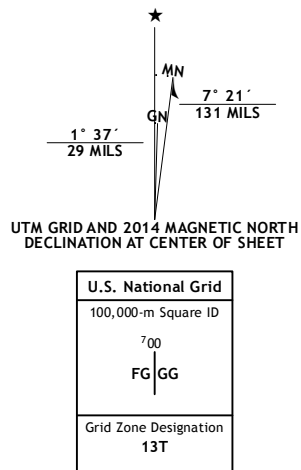 ★
MN
GN
7° 21´
131 MILS
1° 37´
29 MILS
UTM GRID AND 2014 MAGNETIC NORTH
DECLINATION AT CENTER OF SHEET
U.S. National Grid
100,000-m Square ID
⁷00
FG GG
Grid Zone Designation
13T